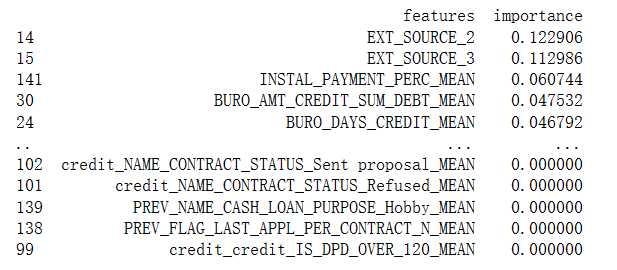 features importance
14 EXT_SOURCE_2 0.122906
15 EXT_SOURCE_3 0.112986
141 INSTAL_PAYMENT_PERC_MEAN 0.060744
30 BURO_AMT_CREDIT_SUM_DEBT_MEAN 0.047532
24 BURO_DAYS_CREDIT_MEAN 0.046792
.. ... ...
102 credit_NAME_CONTRACT_STATUS_Sent proposal_MEAN 0.000000
101 credit_NAME_CONTRACT_STATUS_Refused_MEAN 0.000000
139 PREV_NAME_CASH_LOAN_PURPOSE_Hobby_MEAN 0.000000
138 PREV_FLAG_LAST_APPL_PER_CONTRACT_N_MEAN 0.000000
99 credit_credit_IS_DPD_OVER_120_MEAN 0.000000